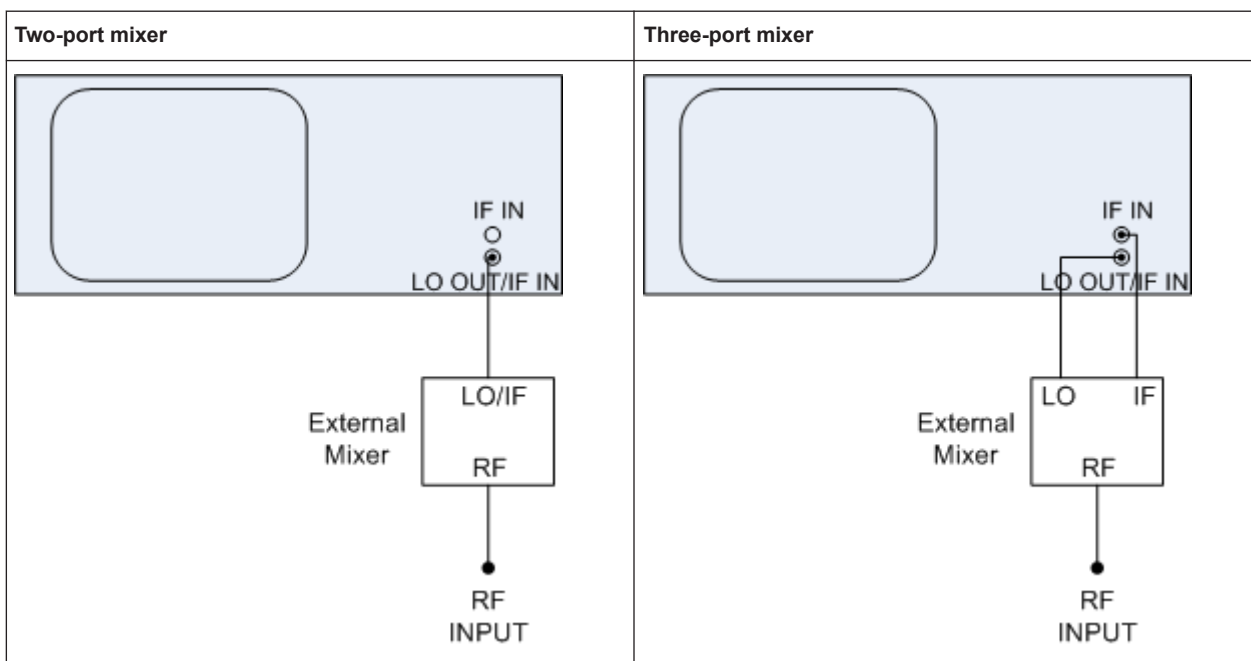 Two-port mixer
Three-port mixer
IF IN
LO OUT/IF IN
LO/IF
External
Mixer
RF
RF
INPUT
IF IN
LO OUT/IF IN
LO IF
External
Mixer
RF
RF
INPUT